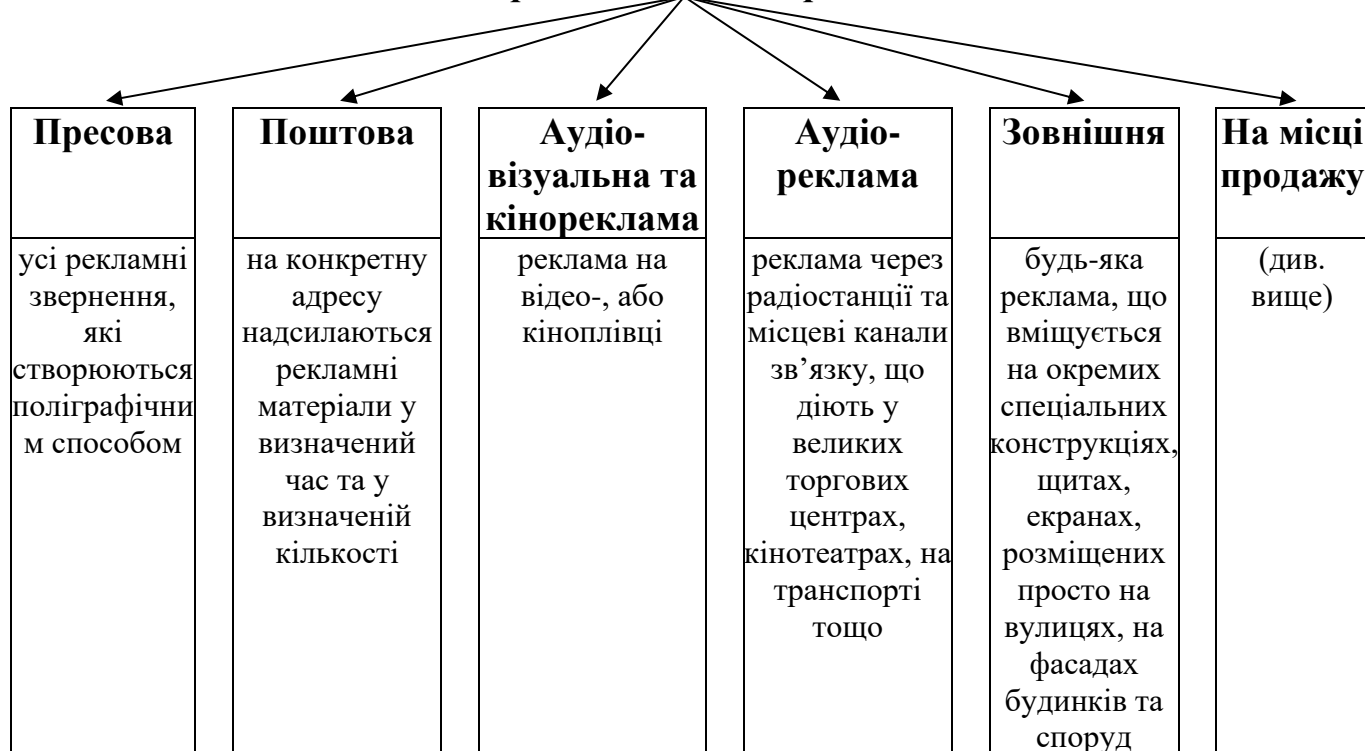 Пресова
усі рекламні
звернення,
які
створюються
поліграфічни
м способом
Поштова
на конкретну
адресу
надсилаються
рекламні
матеріали у
визначений
час та у
визначеній
кількості
Аудіо-
візуальна та
кінореклама
реклама на
відео-, або
кіноплівці
Аудіо-
реклама
реклама через
радіостанції та
місцеві канали
зв’язку, що
діють у
великих
торгових
центрах,
кінотеатрах, на
транспорті
тощо
Зовнішня
будь-яка
реклама, що
вміщується
на окремих
спеціальних
конструкціях,
щитах,
екранах,
розміщених
просто на
вулицях, на
фасадах
будинків та
споруд
На місці
продажу
(див.
вище)